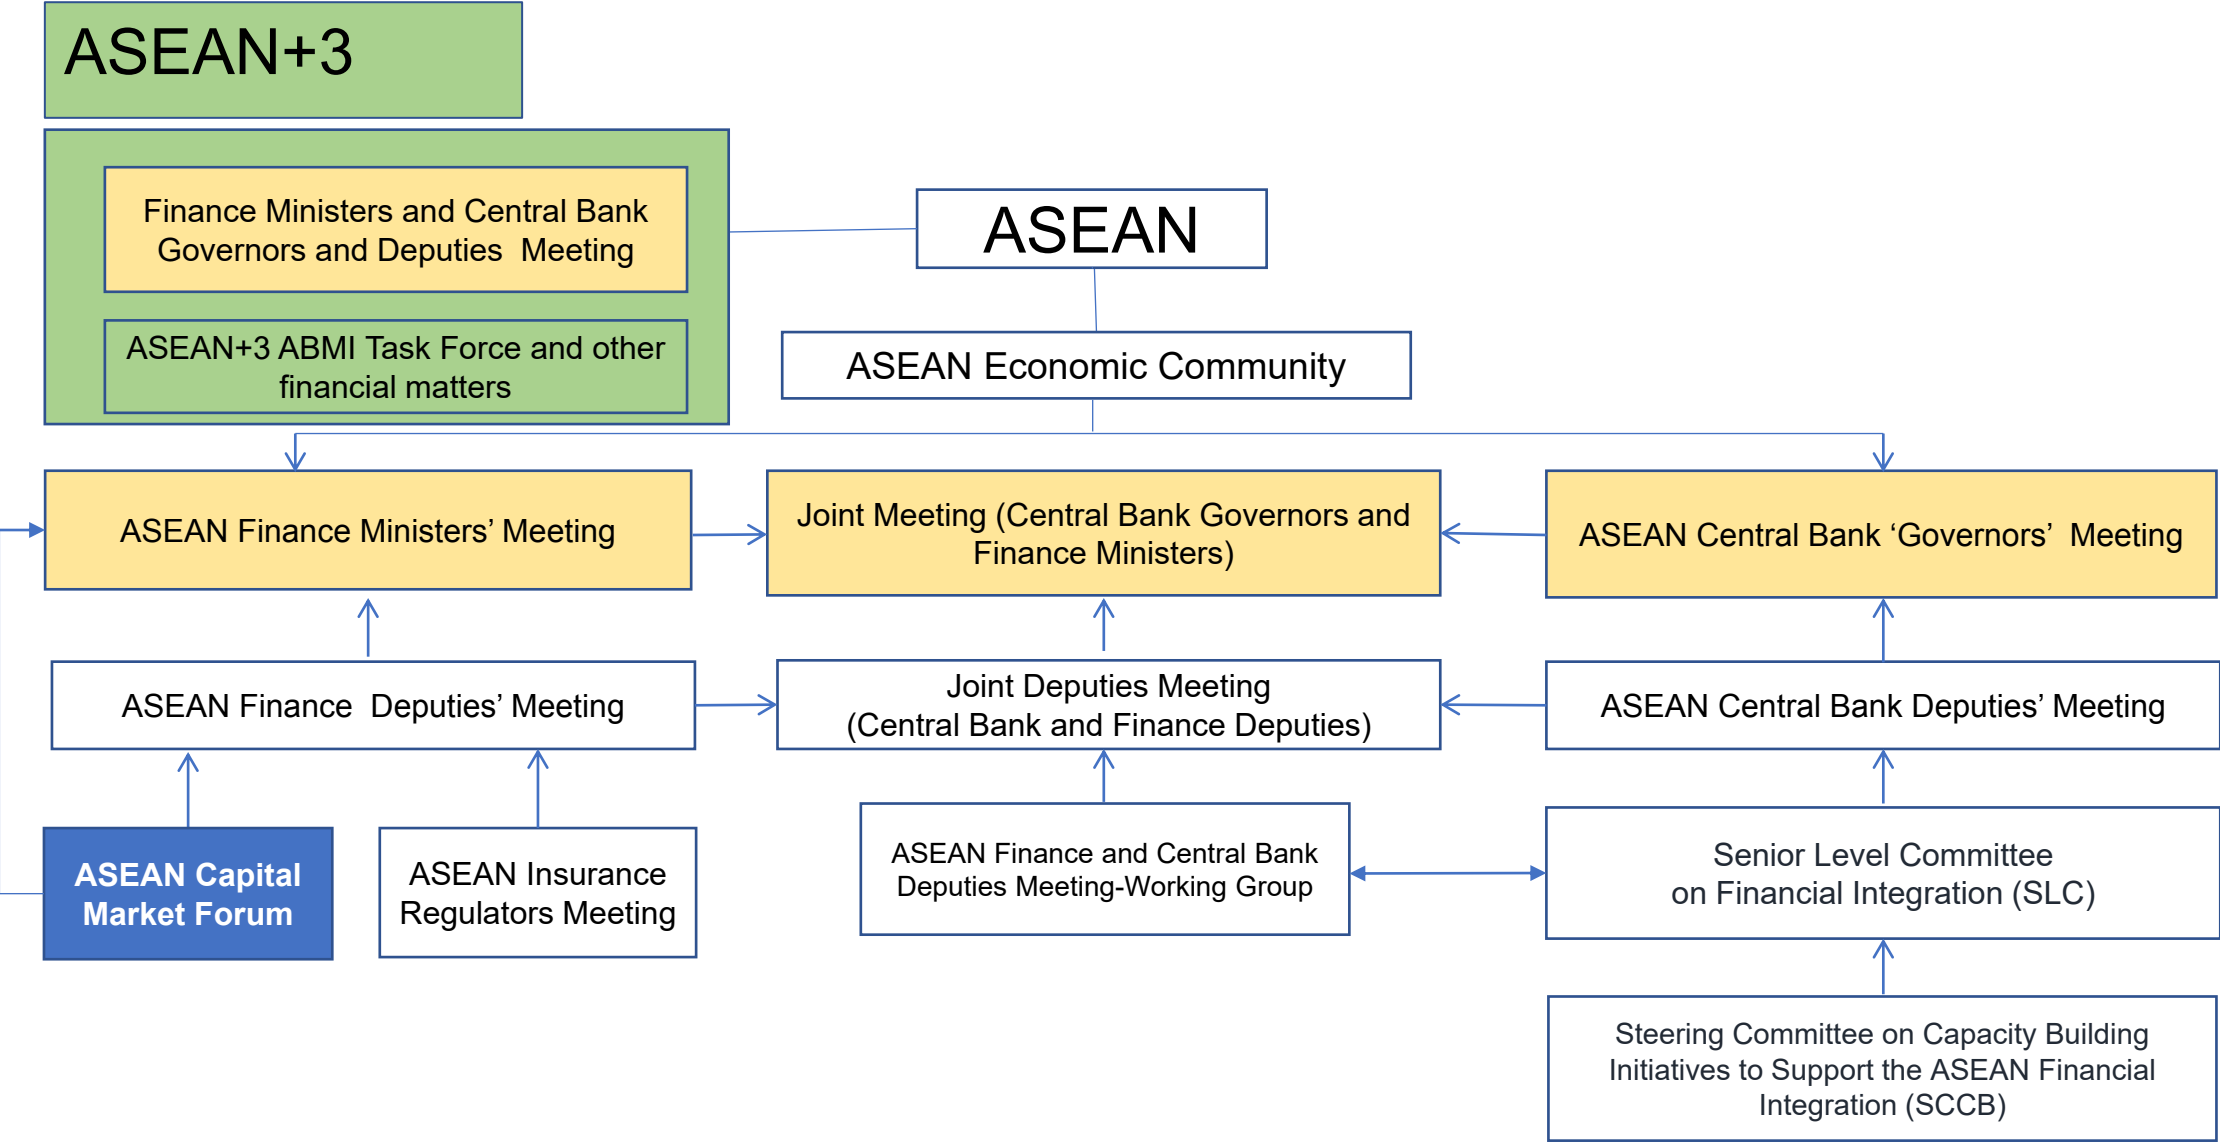 ASEAN+3
Finance Ministers and Central Bank
Governors and Deputies  Meeting
ASEAN+3 ABMI Task Force and other
financial matters
ASEAN
ASEAN Economic Community
ASEAN Finance Ministers’ Meeting
Joint Meeting (Central Bank Governors and
Finance Ministers)
ASEAN Central Bank ‘Governors’  Meeting
ASEAN Finance  Deputies’ Meeting
Joint Deputies Meeting
(Central Bank and Finance Deputies)
ASEAN Central Bank Deputies’ Meeting
ASEAN Capital
Market Forum
ASEAN Insurance
Regulators Meeting
ASEAN Finance and Central Bank
Deputies Meeting-Working Group
Senior Level Committee
on Financial Integration (SLC)
Steering Committee on Capacity Building
Initiatives to Support the ASEAN Financial
Integration (SCCB)